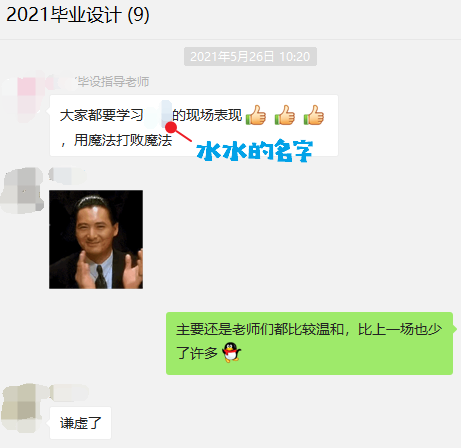 2021毕业设计 (9)
2021年5月26日 10:20
毕设指导老师
大家都要学习
的现场表现
，用魔法打败魔法
水水的名字
主要还是老师们都比较温和，比上一场也少
了许多
谦虚了